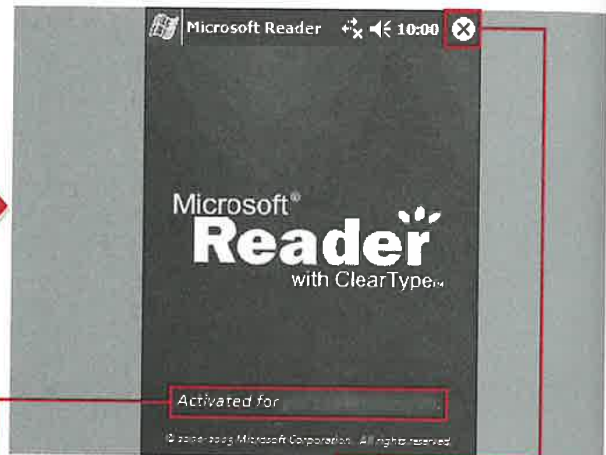 Microsoft Reader 10:00
Microsoft®
Reader
with ClearType™
Activated for
Microsoft Corporation. All rights reserved